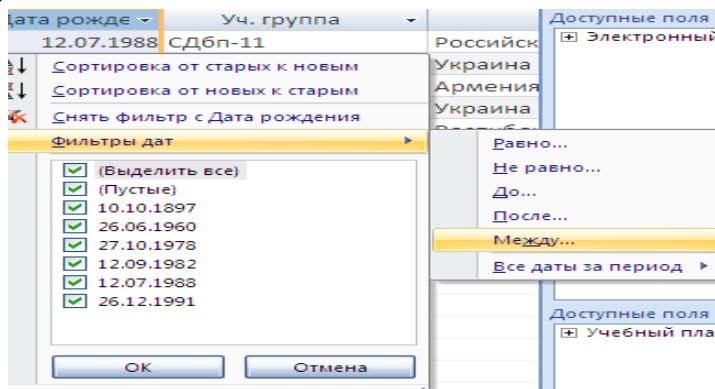 Дата рожде Уч. группа
12.07.1988 СДбп-11 Российск
Украина
Армения
Украина
Сортировка от старых к новым
Сортировка от новых к старым
Снять фильтр с Дата рождения
Фильтры дат
(Выделить все)
(Пустые)
10.10.1897
26.06.1960
27.10.1978
12.09.1982
12.07.1988
26.12.1991
ОК Отмена
Равно...
Не равно...
До...
После...
Между...
Все даты за период
Доступные поля
Электронный
Доступные поля
Учебный пла